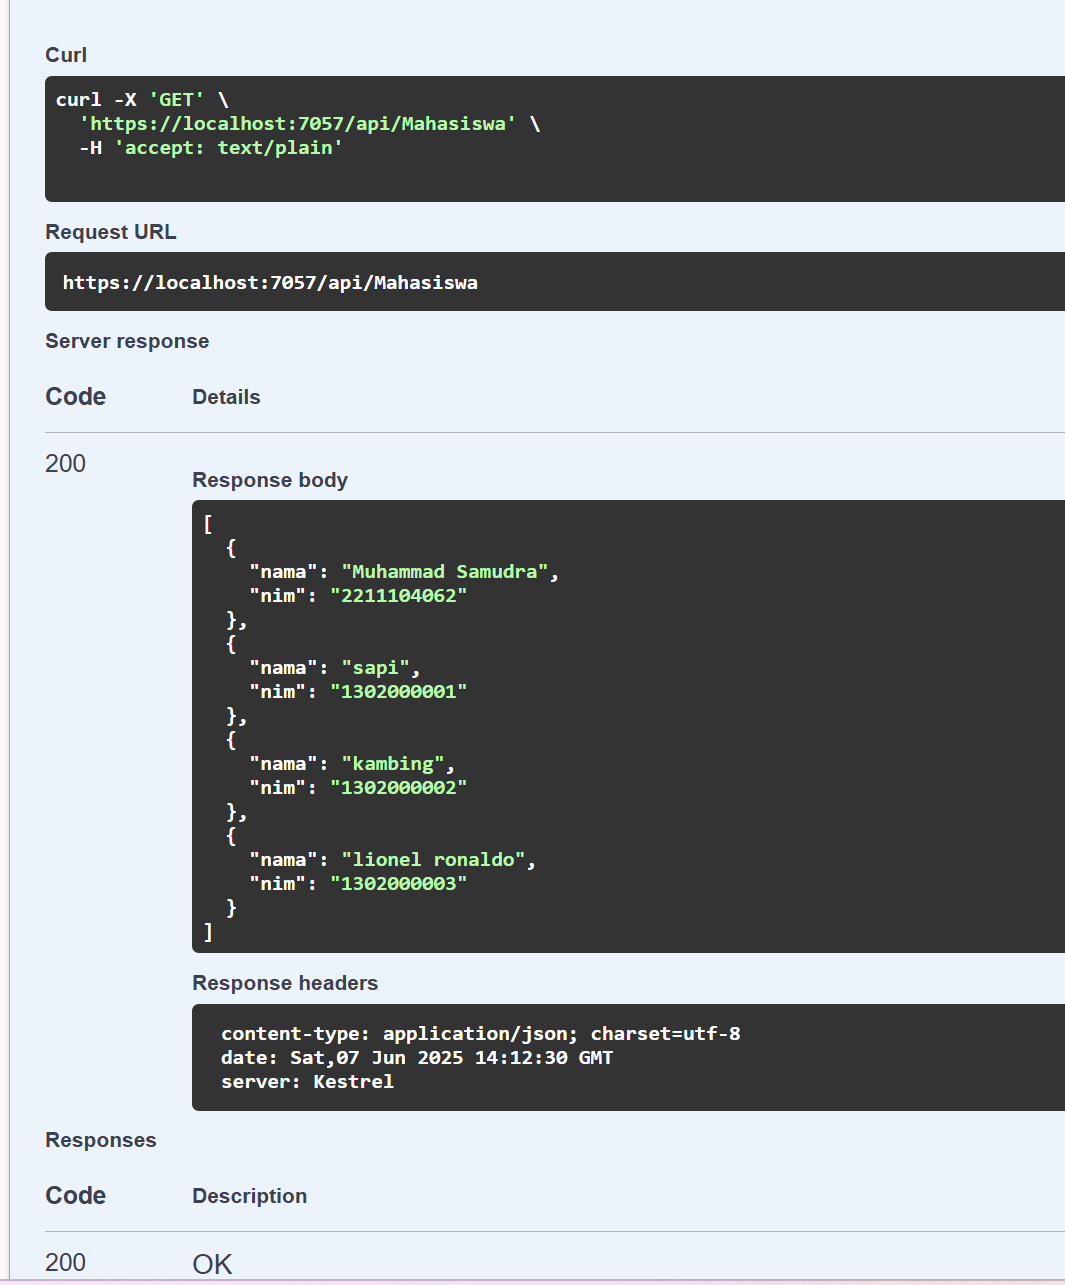 Curl
curl -X 'GET' \
  'https://localhost:7057/api/Mahasiswa' \
  -H 'accept: text/plain'
Request URL
https://localhost:7057/api/Mahasiswa
Server response
Code Details
200
Response body
[
  {
    "nama": "Muhammad Samudra",
    "nim": "2211104062"
  },
  {
    "nama": "sapi",
    "nim": "1302000001"
  },
  {
    "nama": "kambing",
    "nim": "1302000002"
  },
  {
    "nama": "lionel ronaldo",
    "nim": "1302000003"
  }
]
Response headers
content-type: application/json; charset=utf-8
date: Sat,07 Jun 2025 14:12:30 GMT
server: Kestrel
Responses
Code Description
200 OK